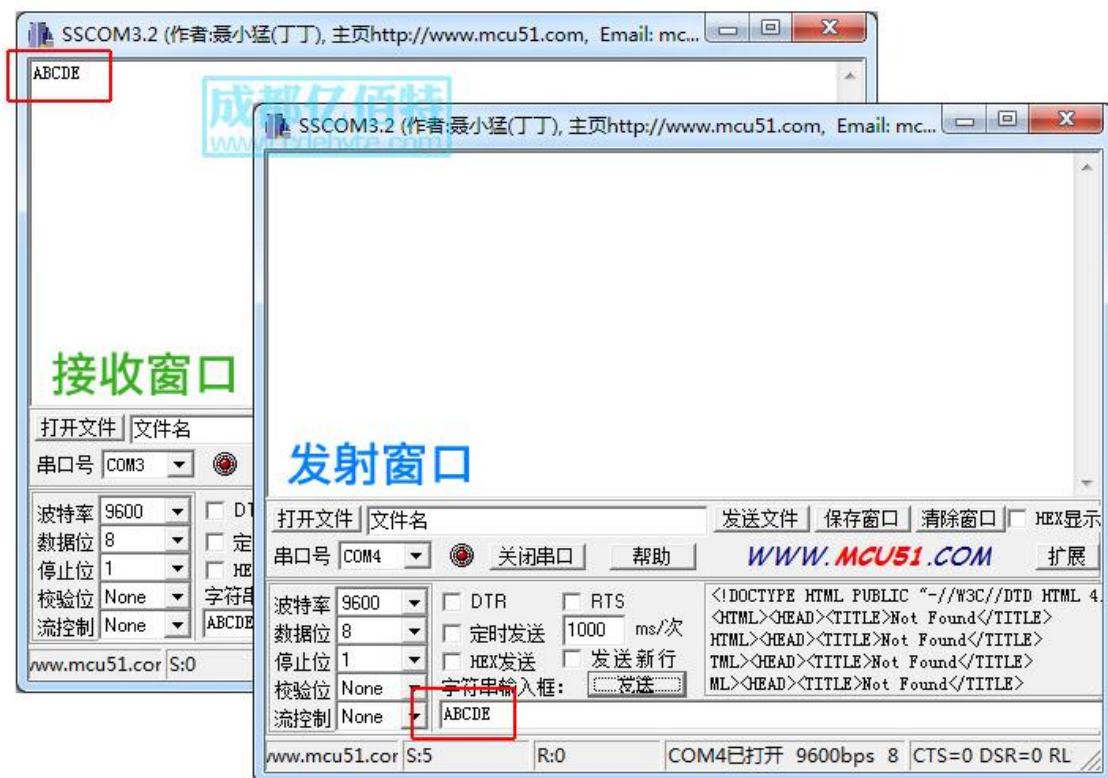 SSCOM3.2 (作者:聂小猛(丁丁), 主页http://www.mcu51.com, Email: mc...
ABCDE
成都亿佰特
www.cdebyte.com
接收窗口
打开文件 文件名
串口号 COM3
波特率 9600 DT
数据位 8 定
停止位 1 HE
校验位 None 字符串
流控制 None ABCDE
www.mcu51.cor S:0
SSCOM3.2 (作者:聂小猛(丁丁), 主页http://www.mcu51.com, Email: mc...
发射窗口
打开文件 文件名 发送文件 保存窗口 清除窗口 HEX显示
串口号 COM4 关闭串口 帮助 WWW.MCU51.COM 扩展
波特率 9600 DTR RTS
数据位 8 定时发送 1000 ms/次
停止位 1 HEX发送 发送新行
校验位 None 字符串输入框: 发送
流控制 None ABCDE
<!DOCTYPE HTML PUBLIC "-//W3C//DTD HTML 4.
<HTML><HEAD><TITLE>Not Found</TITLE>
HTML><HEAD><TITLE>Not Found</TITLE>
TML><HEAD><TITLE>Not Found</TITLE>
ML><HEAD><TITLE>Not Found</TITLE>
www.mcu51.cor S:5 R:0 COM4已打开 9600bps 8 CTS=0 DSR=0 RL